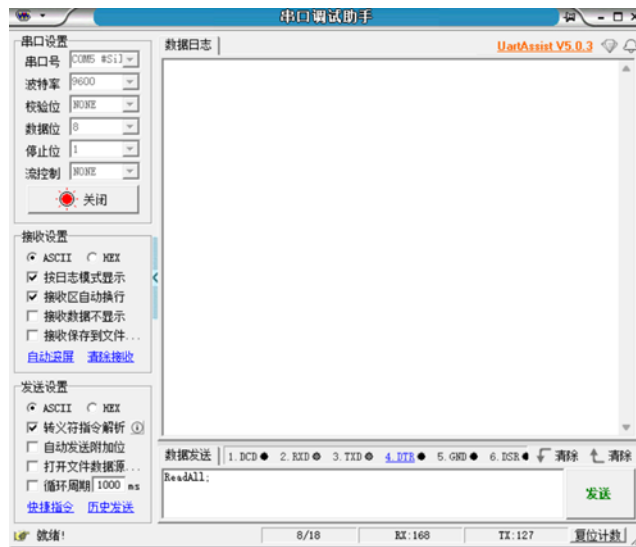 串口调试助手
串口设置
串口号 COM5 #Sil
波特率 9600
校验位 NONE
数据位 8
停止位 1
流控制 NONE
关闭
接收设置
ASCII HEX
按日志模式显示
接收区自动换行
接收数据不显示
接收保存到文件...
自动滚屏 清除接收
发送设置
ASCII HEX
转义符指令解析
自动发送附加位
打开文件数据源...
循环周期 1000 ms
快捷指令 历史发送
数据日志
UartAssist V5.0.3
数据发送 1.DCD 2.RXD 3.TXD 4.DTR 5.GND 6.DSR 清除 清除
ReadAll;
发送
就绪! 8/18 RX:168 TX:127 复位计数